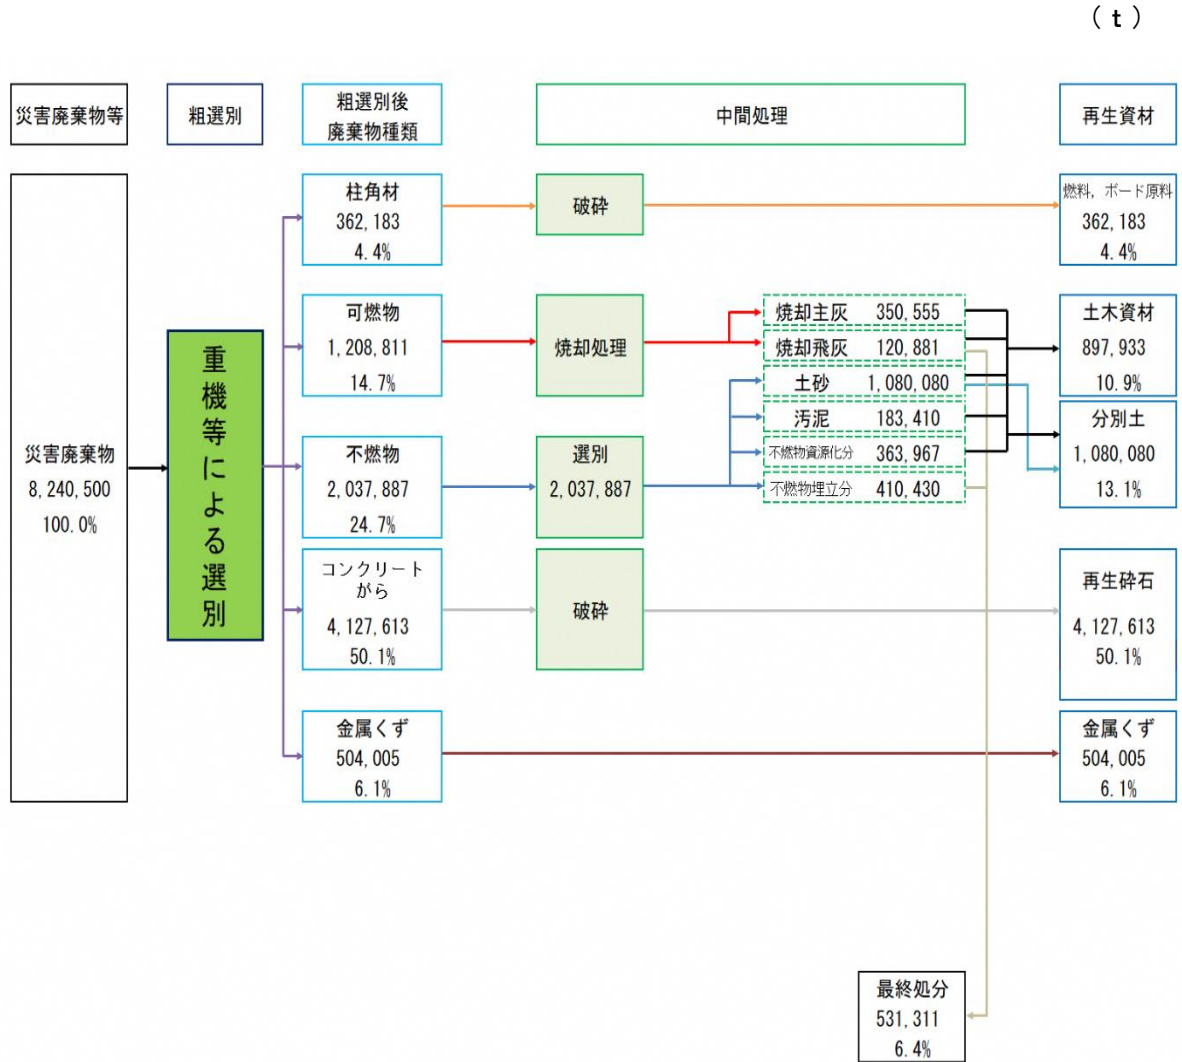 ( t )
災害廃棄物等
粗選別
粗選別後
廃棄物種類
中間処理
再生資材
災害廃棄物
8,240,500
100.0%
重機等による選別
柱角材
362,183
4.4%
破砕
燃料，ボード原料
362,183
4.4%
可燃物
1,208,811
14.7%
焼却処理
焼却主灰 350,555
焼却飛灰 120,881
土砂 1,080,080
汚泥 183,410
不燃物資源化分 363,967
不燃物埋立分 410,430
土木資材
897,933
10.9%
分別土
1,080,080
13.1%
不燃物
2,037,887
24.7%
選別
2,037,887
コンクリート
がら
4,127,613
50.1%
破砕
再生砕石
4,127,613
50.1%
金属くず
504,005
6.1%
金属くず
504,005
6.1%
最終処分
531,311
6.4%